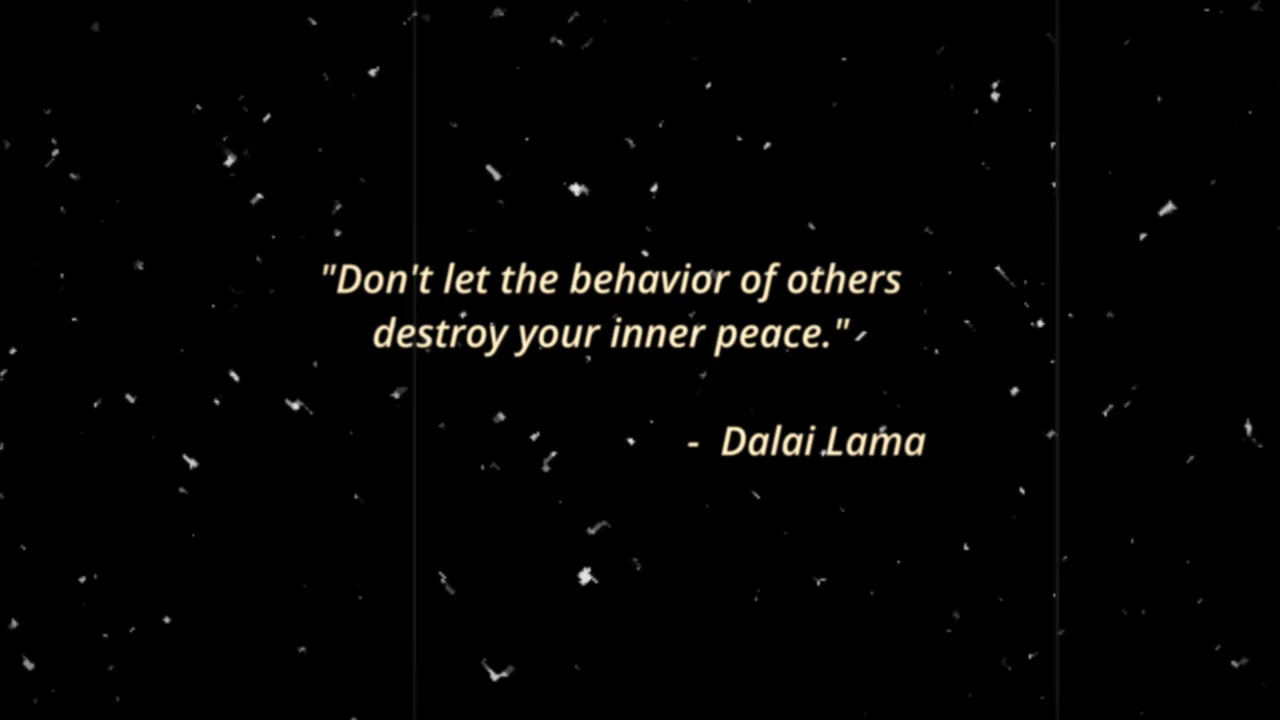 "Don't let the behavior of others
destroy your inner peace."
- Dalai Lama